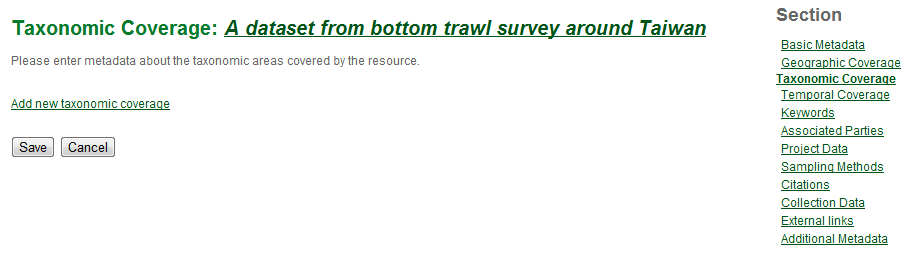 Taxonomic Coverage: A dataset from bottom trawl survey around Taiwan
Please enter metadata about the taxonomic areas covered by the resource.
Add new taxonomic coverage
Save Cancel
Section
Basic Metadata
Geographic Coverage
Taxonomic Coverage
Temporal Coverage
Keywords
Associated Parties
Project Data
Sampling Methods
Citations
Collection Data
External links
Additional Metadata